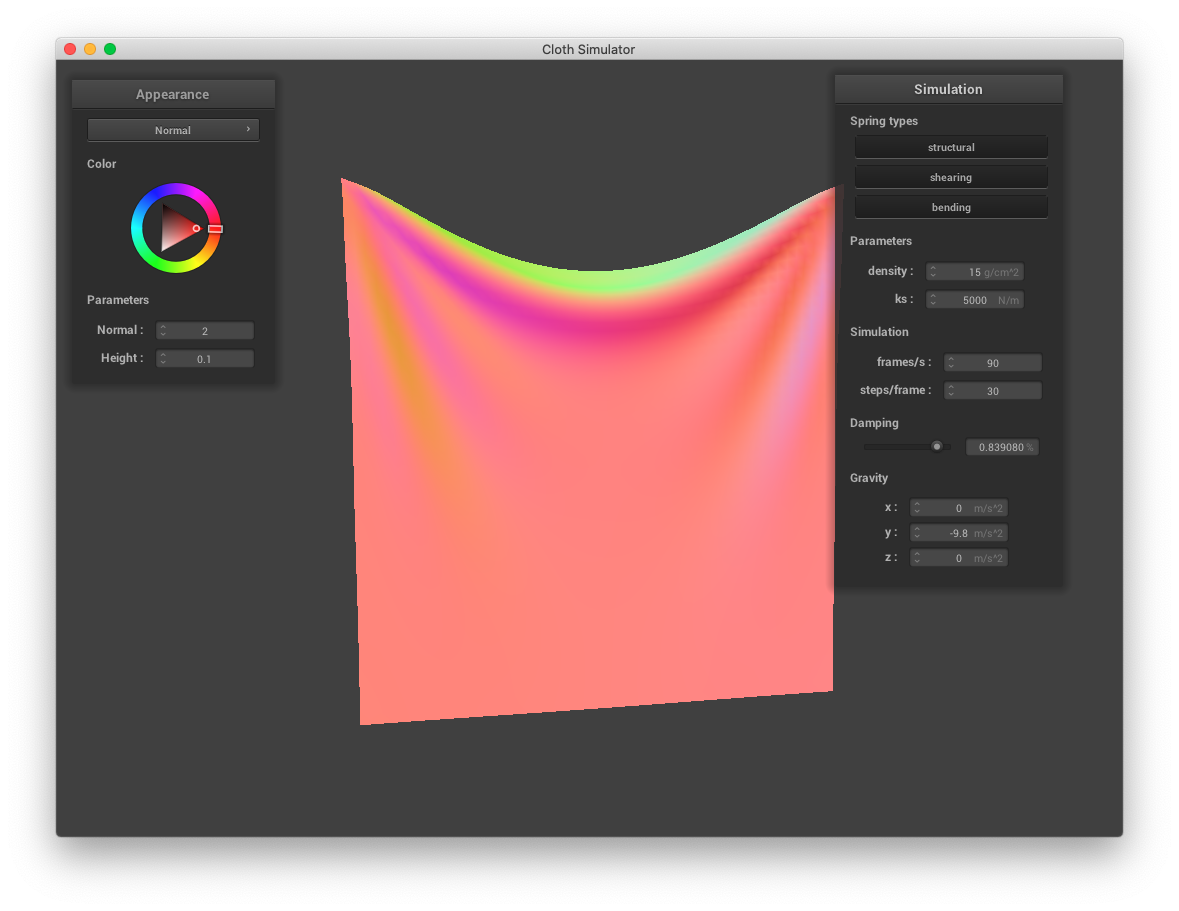 Cloth Simulator
Appearance
Normal ›
Color
Parameters
Normal : 2
Height : 0.1
Simulation
Spring types
structural
shearing
bending
Parameters
density : 15 g/cm^2
ks : 5000 N/m
Simulation
frames/s : 90
steps/frame : 30
Damping
0.839080 %
Gravity
x : 0 m/s^2
y : -9.8 m/s^2
z : 0 m/s^2